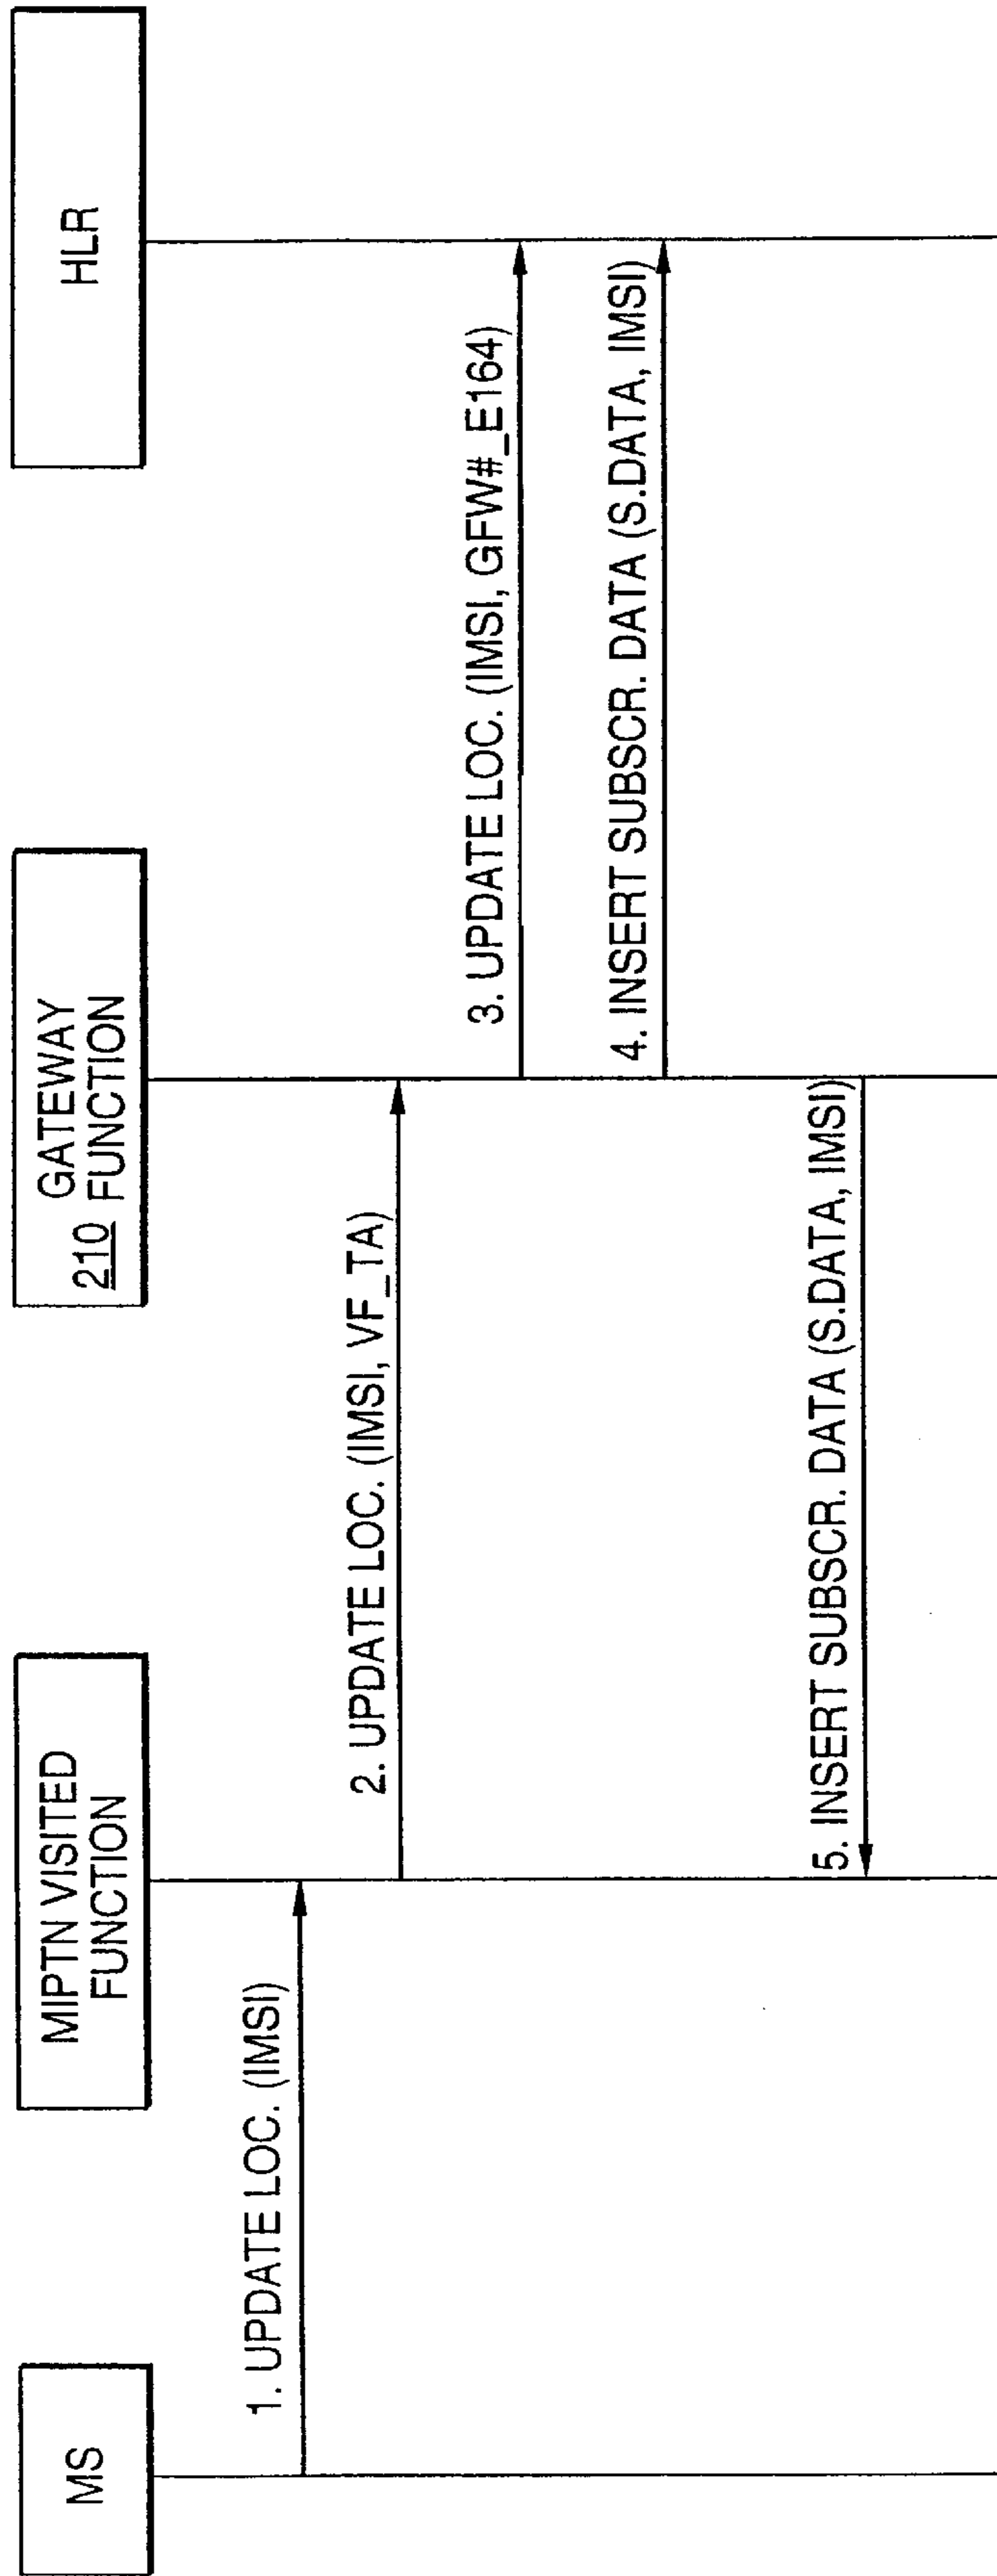 MS
MIPTN VISITED
FUNCTION
GATEWAY
210 FUNCTION
HLR
1. UPDATE LOC. (IMSI)
2. UPDATE LOC. (IMSI, VF_TA)
3. UPDATE LOC. (IMSI, GFW#_E164)
4. INSERT SUBSCR. DATA (S.DATA, IMSI)
5. INSERT SUBSCR. DATA (S.DATA, IMSI)